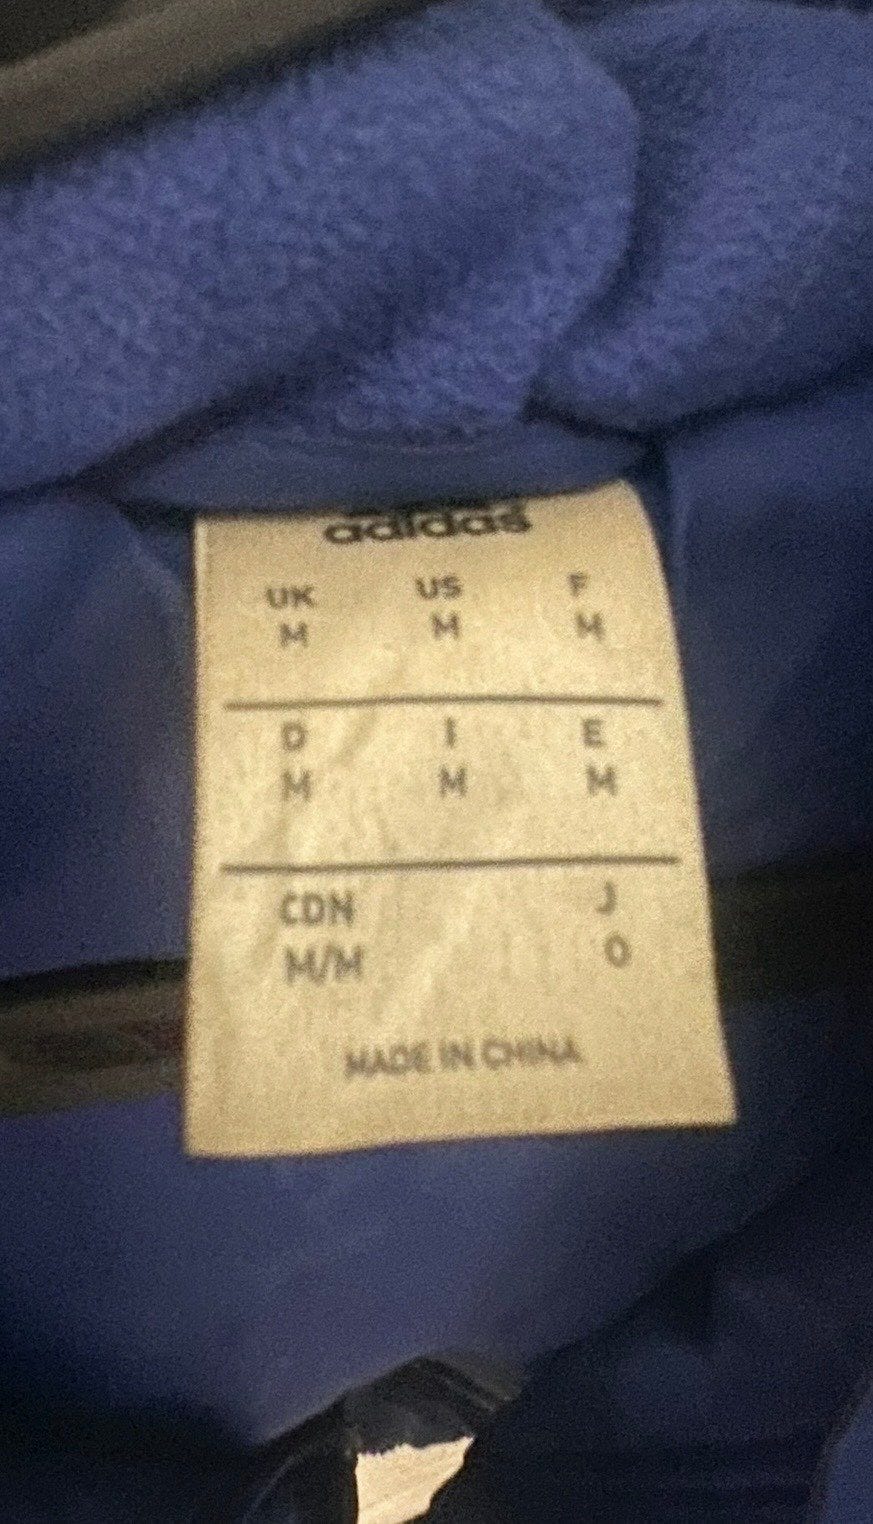 adidas
UK US F
M M M
D I E
M M M
CDN J
M/M O
MADE IN CHINA